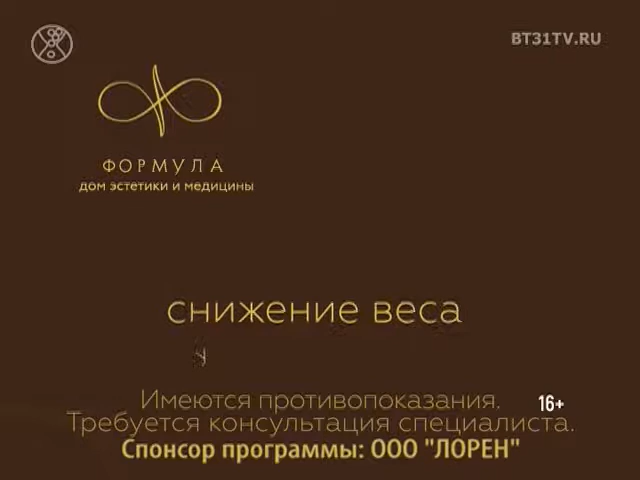 BT31TV.RU
ФОРМУЛА
дом эстетики и медицины
снижение веса
Имеются противопоказания.
16+
Требуется консультация специалиста.
Спонсор программы: ООО "ЛОРЕН"